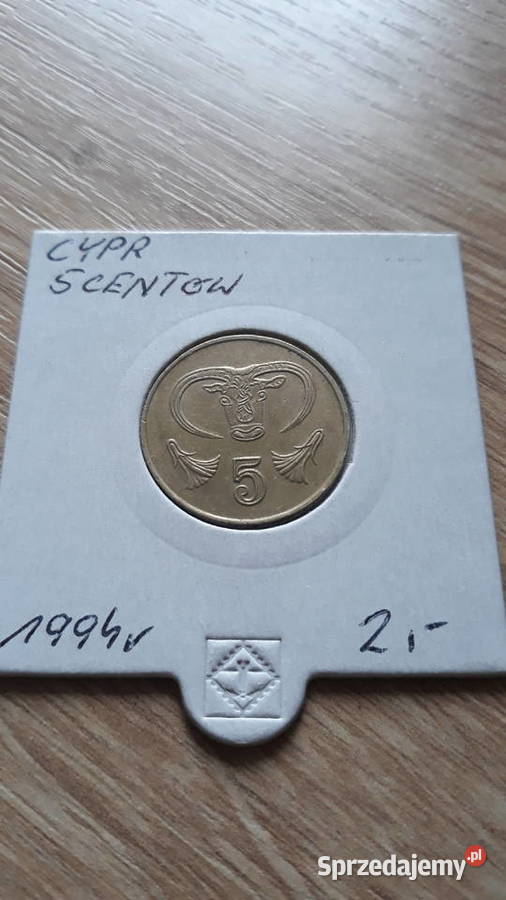 CYPR
5CENTOW
5
1994r
2,-
Sprzedajemy.pl